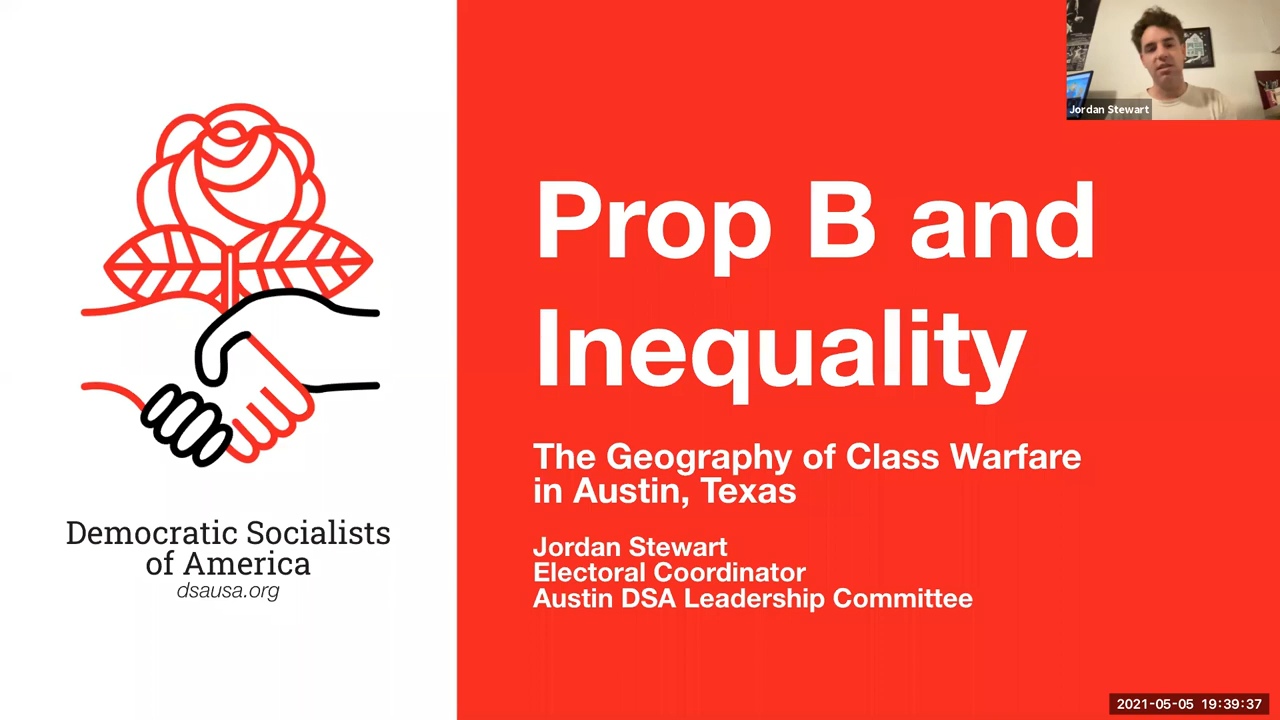 Jordan Stewart
Prop B and
Inequality
The Geography of Class Warfare
in Austin, Texas
Jordan Stewart
Electoral Coordinator
Austin DSA Leadership Committee
Democratic Socialists
of America
dsausa.org
2021-05-05 19:39:37